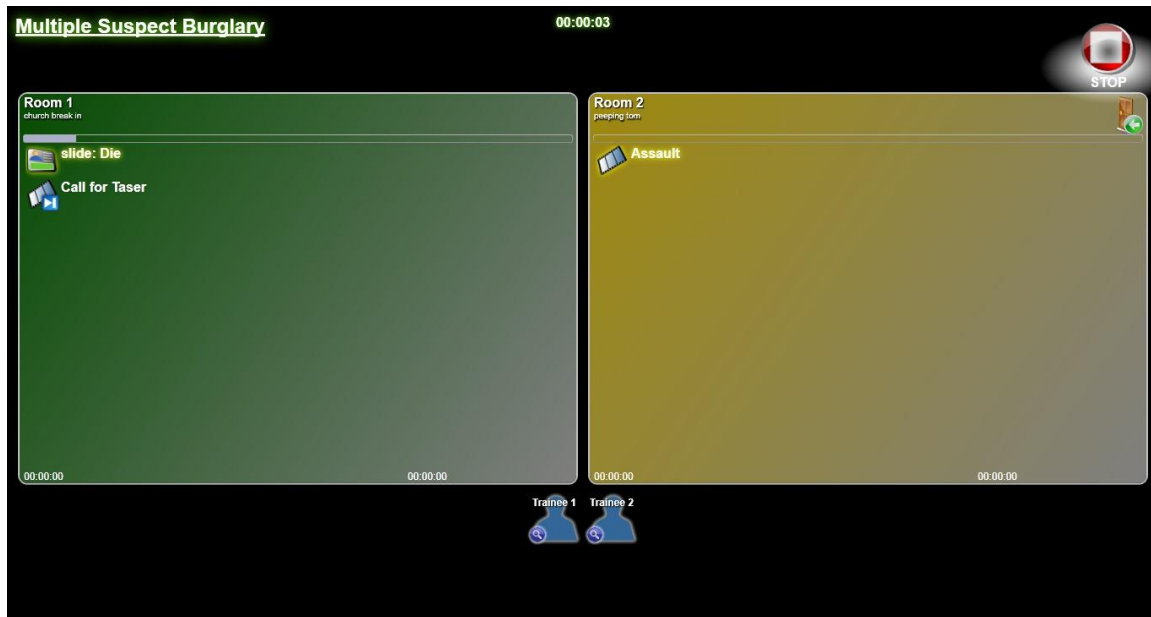 Multiple Suspect Burglary
00:00:03
STOP
Room 1
church break in
slide: Die
Call for Taser
00:00:00
00:00:00
Room 2
peeping tom
Assault
00:00:00
00:00:00
Trainee 1
Trainee 2